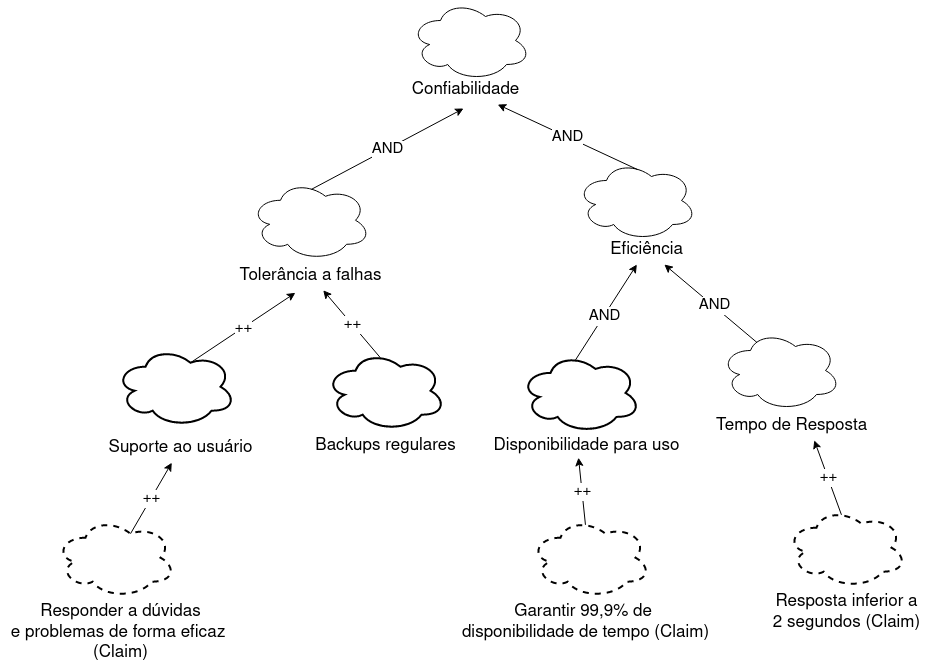 Confiabilidade
AND
AND
Tolerância a falhas
Eficiência
++
++
AND
AND
Suporte ao usuário
Backups regulares
Disponibilidade para uso
Tempo de Resposta
++
++
++
Responder a dúvidas
e problemas de forma eficaz
(Claim)
Garantir 99,9% de
disponibilidade de tempo (Claim)
Resposta inferior a
2 segundos (Claim)